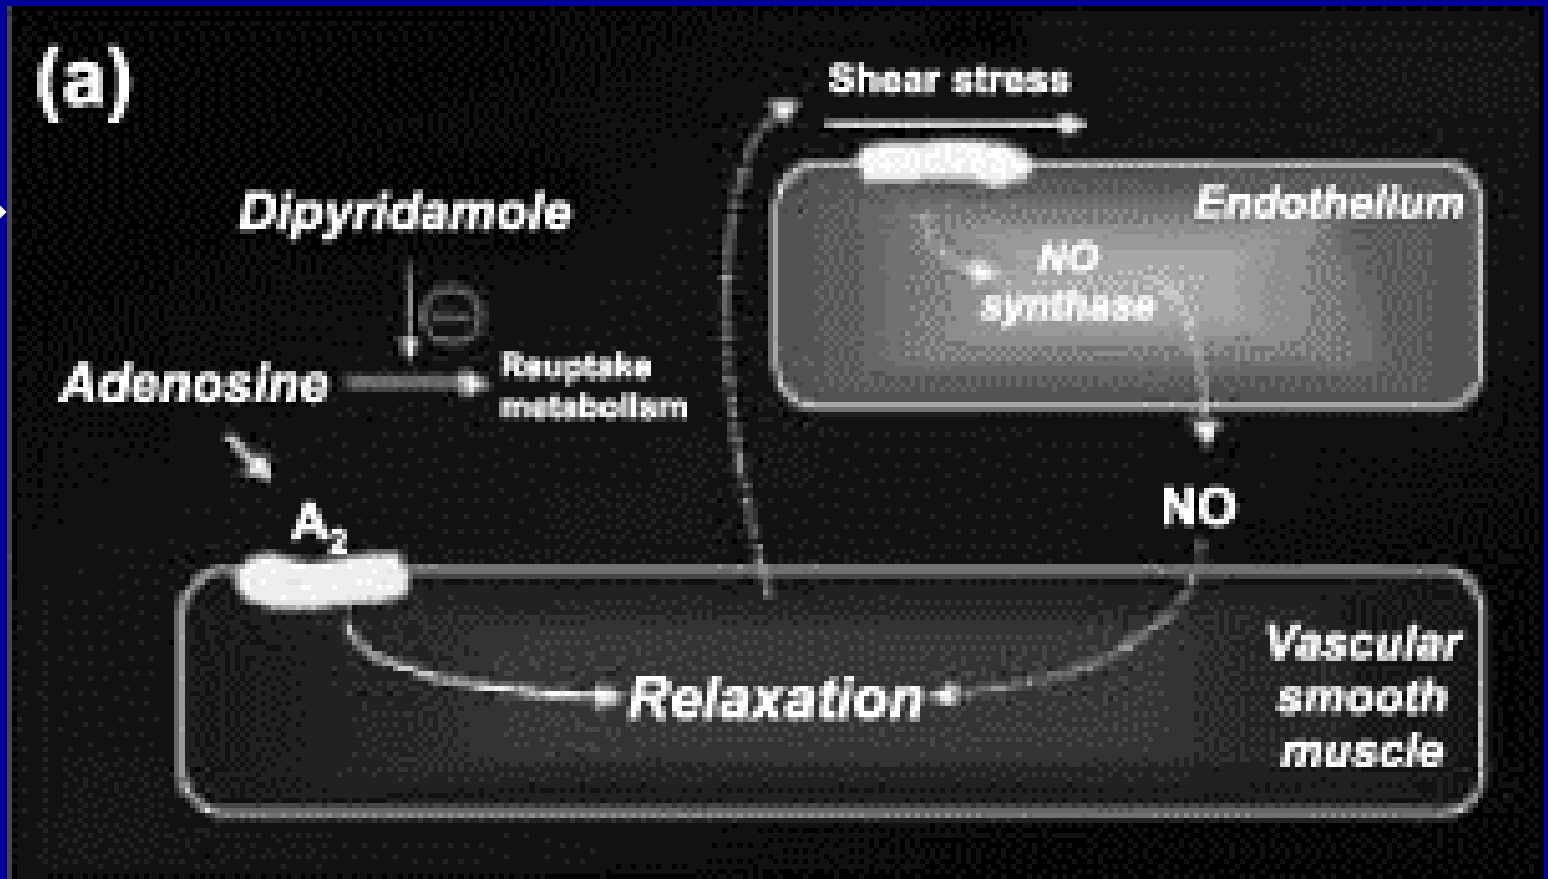 (a)
Shear stress
Dipyridamole
Endothelium
NO
synthase
Adenosine
Reuptake
metabolism
A₂
NO
Relaxation
Vascular
smooth
muscle